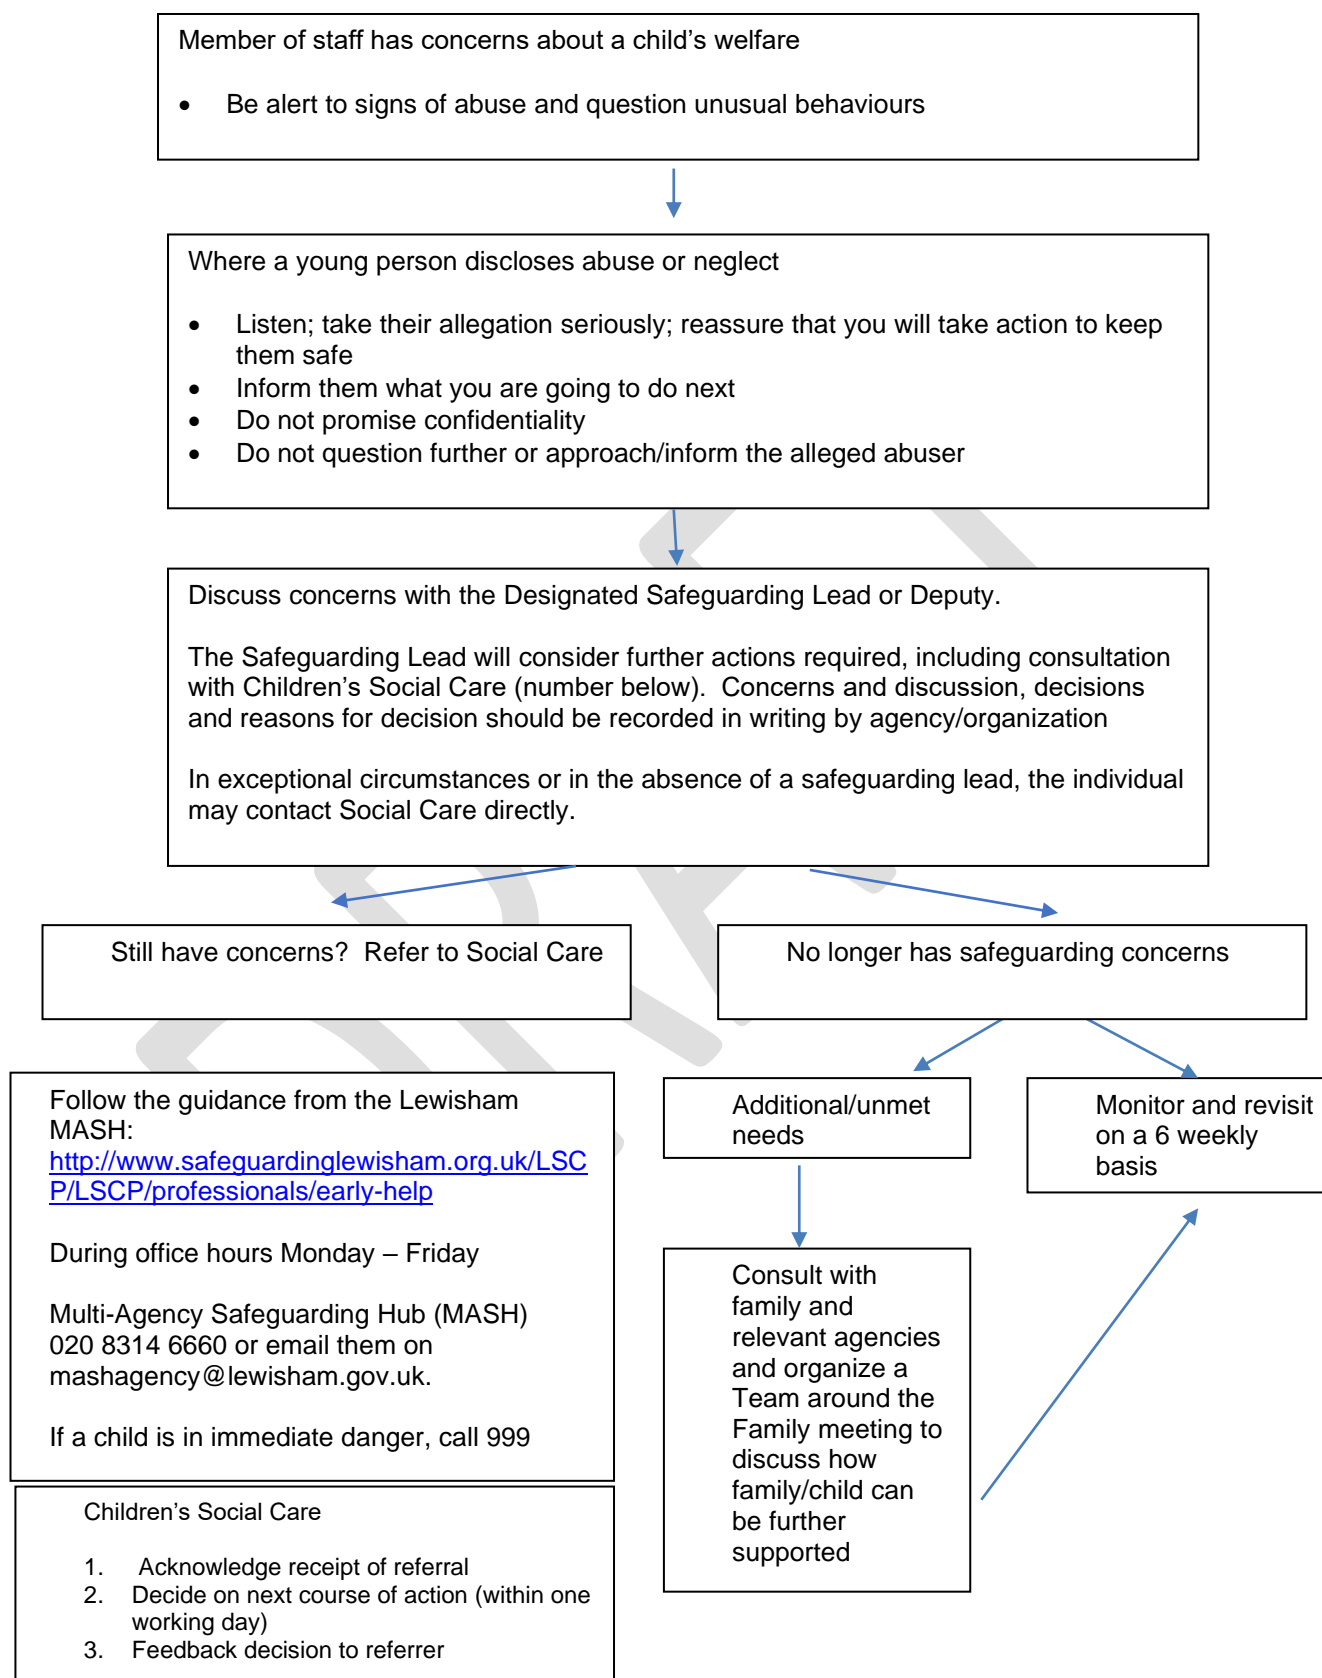 Member of staff has concerns about a child’s welfare
• Be alert to signs of abuse and question unusual behaviours
Where a young person discloses abuse or neglect
• Listen; take their allegation seriously; reassure that you will take action to keep
them safe
• Inform them what you are going to do next
• Do not promise confidentiality
• Do not question further or approach/inform the alleged abuser
Discuss concerns with the Designated Safeguarding Lead or Deputy.
The Safeguarding Lead will consider further actions required, including consultation
with Children’s Social Care (number below).  Concerns and discussion, decisions
and reasons for decision should be recorded in writing by agency/organization
In exceptional circumstances or in the absence of a safeguarding lead, the individual
may contact Social Care directly.
Still have concerns?  Refer to Social Care
No longer has safeguarding concerns
Follow the guidance from the Lewisham
MASH:
http://www.safeguardinglewisham.org.uk/LSC
P/LSCP/professionals/early-help
During office hours Monday – Friday
Multi-Agency Safeguarding Hub (MASH)
020 8314 6660 or email them on
mashagency@lewisham.gov.uk.
If a child is in immediate danger, call 999
Children’s Social Care
1. Acknowledge receipt of referral
2. Decide on next course of action (within one
working day)
3. Feedback decision to referrer
Additional/unmet
needs
Consult with
family and
relevant agencies
and organize a
Team around the
Family meeting to
discuss how
family/child can
be further
supported
Monitor and revisit
on a 6 weekly
basis
DRAFT